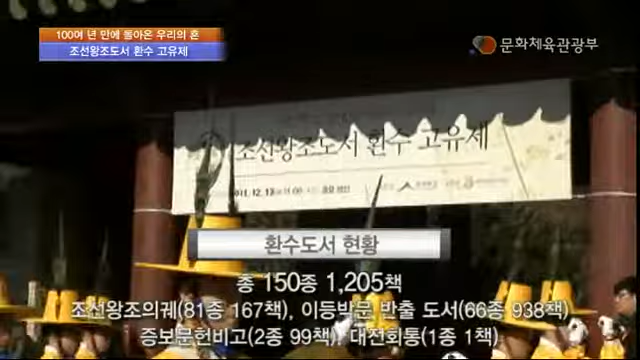 100여 년 만에 돌아온 우리의 혼
조선왕조도서 환수 고유제
문화체육관광부
조선왕조도서 환수 고유제
환수도서 현황
총 150종 1,205책
조선왕조의궤(81종 167책), 이등박문 반출 도서(66종 938책)
증보문헌비고(2종 99책), 대전회통(1종 1책)